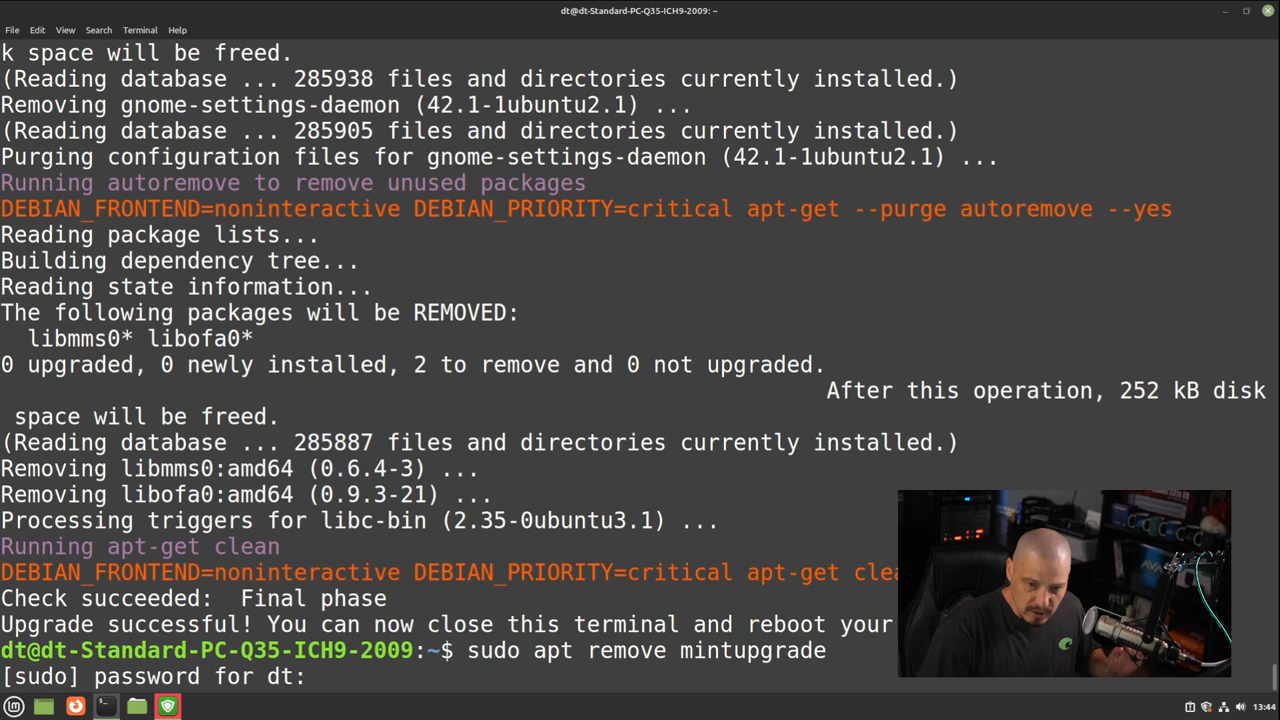 dt@dt-Standard-PC-Q35-ICH9-2009: ~
File Edit View Search Terminal Help
k space will be freed.
(Reading database ... 285938 files and directories currently installed.)
Removing gnome-settings-daemon (42.1-1ubuntu2.1) ...
(Reading database ... 285905 files and directories currently installed.)
Purging configuration files for gnome-settings-daemon (42.1-1ubuntu2.1) ...
Running autoremove to remove unused packages
DEBIAN_FRONTEND=noninteractive DEBIAN_PRIORITY=critical apt-get --purge autoremove --yes
Reading package lists...
Building dependency tree...
Reading state information...
The following packages will be REMOVED:
libmms0* libofa0*
0 upgraded, 0 newly installed, 2 to remove and 0 not upgraded.
After this operation, 252 kB disk
space will be freed.
(Reading database ... 285887 files and directories currently installed.)
Removing libmms0:amd64 (0.6.4-3) ...
Removing libofa0:amd64 (0.9.3-21) ...
Processing triggers for libc-bin (2.35-0ubuntu3.1) ...
Running apt-get clean
DEBIAN_FRONTEND=noninteractive DEBIAN_PRIORITY=critical apt-get clea
Check succeeded: Final phase
Upgrade successful! You can now close this terminal and reboot your
dt@dt-Standard-PC-Q35-ICH9-2009:~$ sudo apt remove mintupgrade
[sudo] password for dt:
13:44